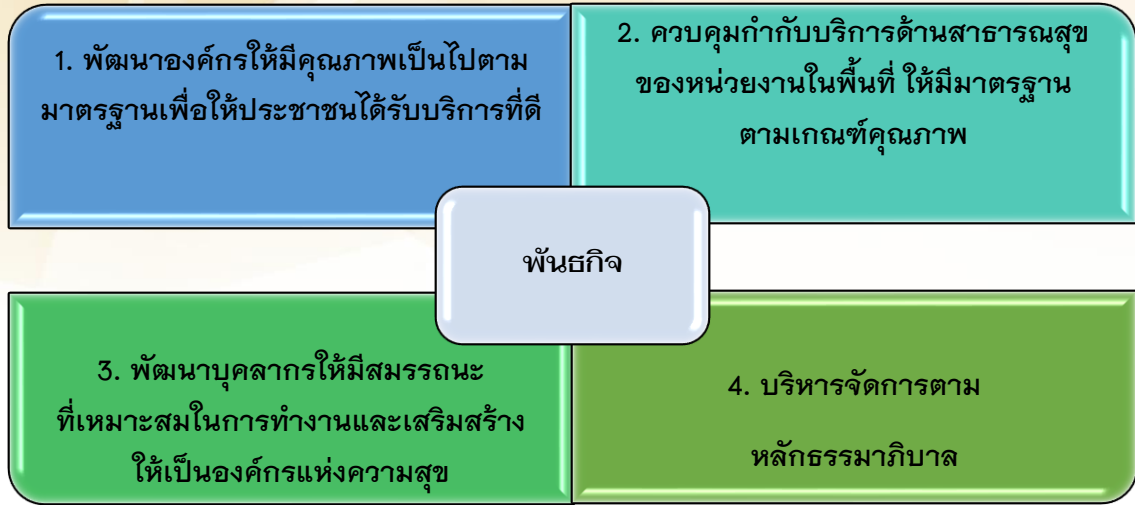 1. พัฒนาองค์กรให้มีคุณภาพเป็นไปตาม
มาตรฐานเพื่อให้ประชาชนได้รับบริการที่ดี
2. ควบคุมกำกับบริการด้านสาธารณสุข
ของหน่วยงานในพื้นที่ ให้มีมาตรฐาน
ตามเกณฑ์คุณภาพ
พันธกิจ
3. พัฒนาบุคลากรให้มีสมรรถนะ
ที่เหมาะสมในการทำงานและเสริมสร้าง
ให้เป็นองค์กรแห่งความสุข
4. บริหารจัดการตาม
หลักธรรมาภิบาล